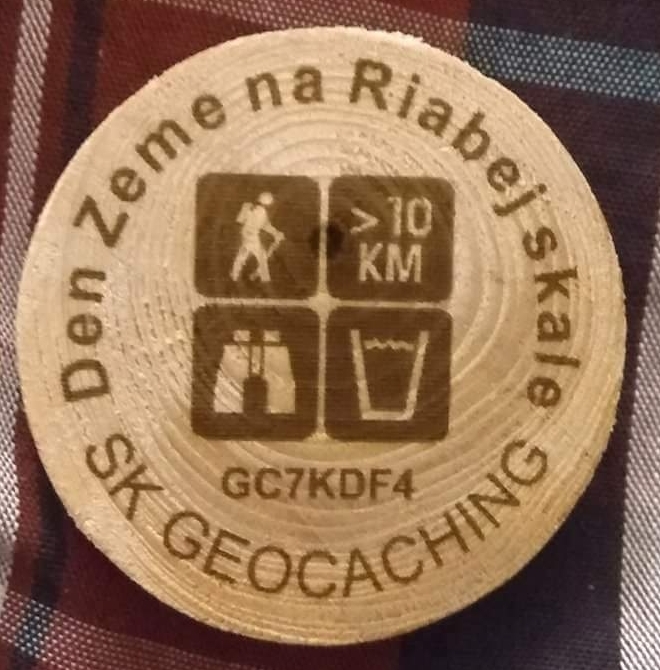 Den Zeme na Riabej skale
>10
KM
GC7KDF4
SK GEOCACHING